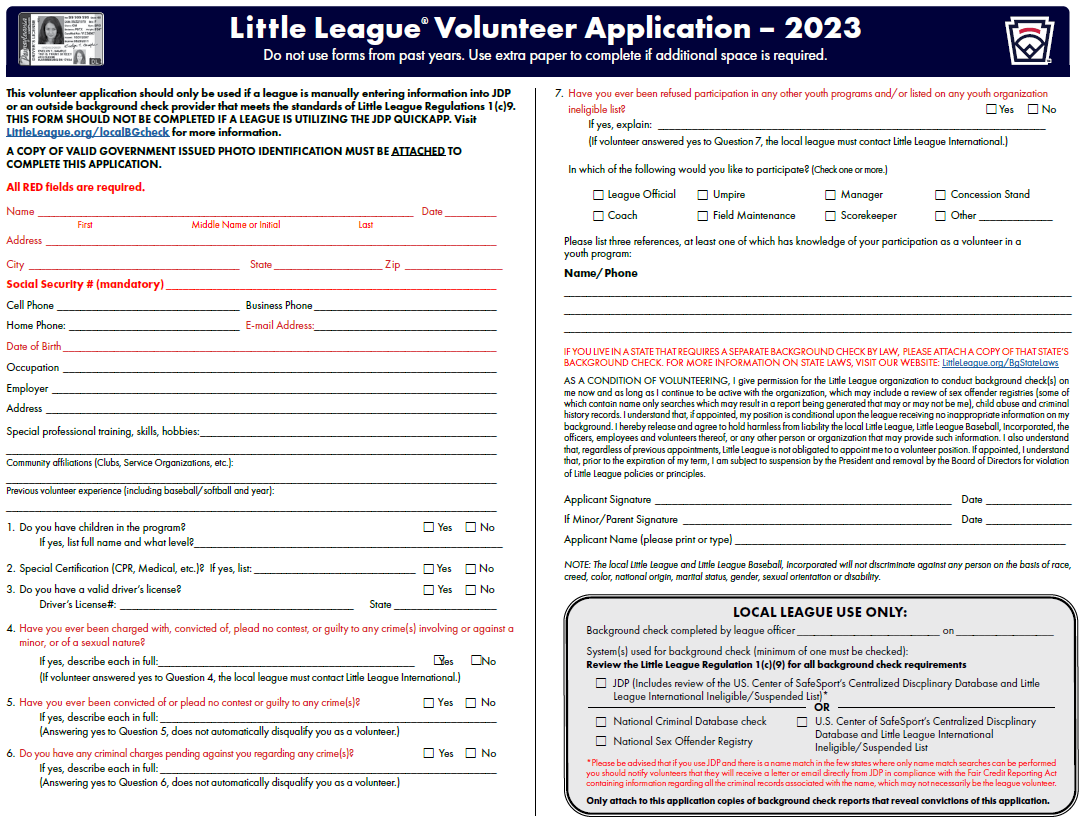 Little League® Volunteer Application – 2023
Do not use forms from past years. Use extra paper to complete if additional space is required.
This volunteer application should only be used if a league is manually entering information into JDP
or an outside background check provider that meets the standards of Little League Regulations 1(c)9.
THIS FORM SHOULD NOT BE COMPLETED IF A LEAGUE IS UTILIZING THE JDP QUICKAPP. Visit
LittleLeague.org/localBGcheck for more information.
A COPY OF VALID GOVERNMENT ISSUED PHOTO IDENTIFICATION MUST BE ATTACHED TO
COMPLETE THIS APPLICATION.
All RED fields are required.
Name Date
First Middle Name or Initial Last
Address
City State Zip
Social Security # (mandatory)
Cell Phone Business Phone
Home Phone: E-mail Address:
Date of Birth
Occupation
Employer
Address
Special professional training, skills, hobbies:
Community affiliations (Clubs, Service Organizations, etc.):
Previous volunteer experience (including baseball/softball and year):
1. Do you have children in the program? Yes No
If yes, list full name and what level?
2. Special Certification (CPR, Medical, etc.)? If yes, list: Yes No
3. Do you have a valid driver's license? Yes No
Driver's License#: State
4. Have you ever been charged with, convicted of, plead no contest, or guilty to any crime(s) involving or against a
minor, or of a sexual nature?
If yes, describe each in full: Yes No
(If volunteer answered yes to Question 4, the local league must contact Little League International.)
5. Have you ever been convicted of or plead no contest or guilty to any crime(s)? Yes No
If yes, describe each in full:
(Answering yes to Question 5, does not automatically disqualify you as a volunteer.)
6. Do you have any criminal charges pending against you regarding any crime(s)? Yes No
If yes, describe each in full:
(Answering yes to Question 6, does not automatically disqualify you as a volunteer.)
7. Have you ever been refused participation in any other youth programs and/or listed on any youth organization
ineligible list? Yes No
If yes, explain:
(If volunteer answered yes to Question 7, the local league must contact Little League International.)
In which of the following would you like to participate? (Check one or more.)
League Official Umpire Manager Concession Stand
Coach Field Maintenance Scorekeeper Other
Please list three references, at least one of which has knowledge of your participation as a volunteer in a
youth program:
Name/Phone
IF YOU LIVE IN A STATE THAT REQUIRES A SEPARATE BACKGROUND CHECK BY LAW, PLEASE ATTACH A COPY OF THAT STATE'S
BACKGROUND CHECK. FOR MORE INFORMATION ON STATE LAWS, VISIT OUR WEBSITE: LittleLeague.org/BgStateLaws
AS A CONDITION OF VOLUNTEERING, I give permission for the Little League organization to conduct background check(s) on
me now and as long as I continue to be active with the organization, which may include a review of sex offender registries (some of
which contain name only searches which may result in a report being generated that may or may not be me), child abuse and criminal
history records. I understand that, if appointed, my position is conditional upon the league receiving no inappropriate information on my
background. I hereby release and agree to hold harmless from liability the local Little League, Little League Baseball, Incorporated, the
officers, employees and volunteers thereof, or any other person or organization that may provide such information. I also understand
that, regardless of previous appointments, Little League is not obligated to appoint me to a volunteer position. If appointed, I understand
that, prior to the expiration of my term, I am subject to suspension by the President and removal by the Board of Directors for violation
of Little League policies or principles.
Applicant Signature Date
If Minor/Parent Signature Date
Applicant Name (please print or type)
NOTE: The local Little League and Little League Baseball, Incorporated will not discriminate against any person on the basis of race,
creed, color, national origin, marital status, gender, sexual orientation or disability.
LOCAL LEAGUE USE ONLY:
Background check completed by league officer on
System(s) used for background check (minimum of one must be checked):
Review the Little League Regulation 1(c)(9) for all background check requirements
JDP (Includes review of the US. Center of SafeSport's Centralized Discplinary Database and Little
League International Ineligible/Suspended List)*
OR
National Criminal Database check
National Sex Offender Registry
U.S. Center of SafeSport's Centralized Discplinary
Database and Little League International
Ineligible/Suspended List
*Please be advised that if you use JDP and there is a name match in the few states where only name match searches can be performed
you should notify volunteers that they will receive a letter or email directly from JDP in compliance with the Fair Credit Reporting Act
containing information regarding all the criminal records associated with the name, which may not necessarily be the league volunteer.
Only attach to this application copies of background check reports that reveal convictions of this application.